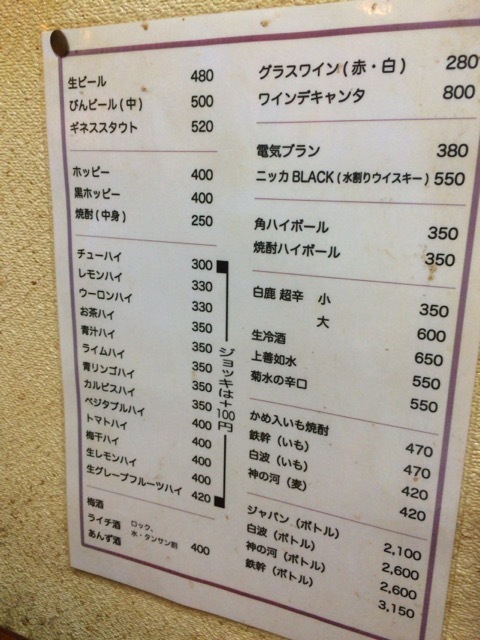 生ビール 480
びんビール(中) 500
ギネススタウト 520
ホッピー 400
黒ホッピー 400
焼酎(中身) 250
チューハイ 300
レモンハイ 330
ウーロンハイ 330
お茶ハイ 350
青汁ハイ 350
ライムハイ 350
青リンゴハイ 350
カルピスハイ 350
ベジタブルハイ 350
トマトハイ 400
梅干ハイ 400
生レモンハイ 400
生グレープフルーツハイ 420
ジョッキは+100円
梅酒
ライチ酒 ロック、
あんず酒 水・タンサン割 400
グラスワイン(赤・白) 280
ワインデキャンタ 800
電気ブラン 380
ニッカBLACK(水割りウイスキー) 550
角ハイボール 350
焼酎ハイボール 350
白鹿 超辛 小 350
大 600
生冷酒 650
上善如水 550
菊水の辛口 550
かめ入いも焼酎 470
鉄幹(いも) 470
白波(いも) 420
神の河(麦) 420
ジャパン(ボトル) 2,100
白波(ボトル) 2,600
神の河(ボトル) 2,600
鉄幹(ボトル) 3,150